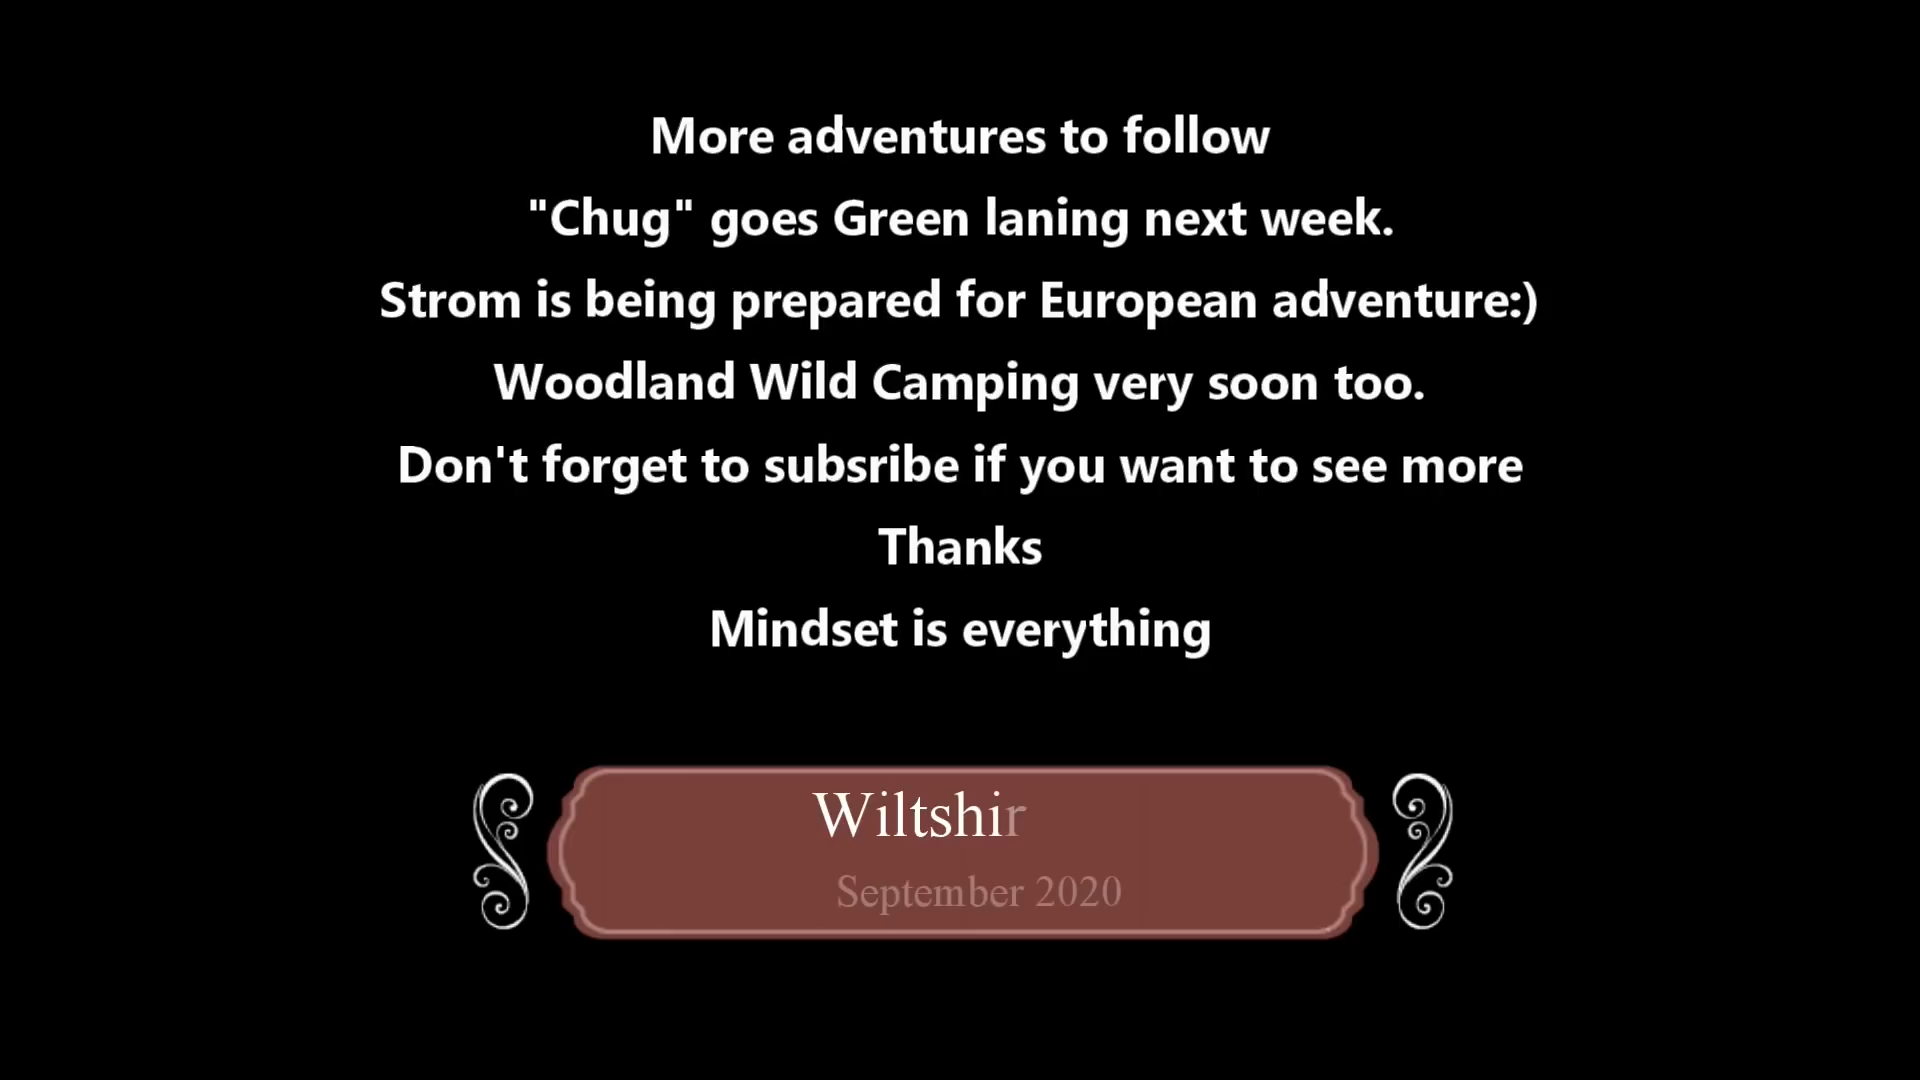 More adventures to follow
"Chug" goes Green laning next week.
Strom is being prepared for European adventure:)
Woodland Wild Camping very soon too.
Don't forget to subsribe if you want to see more
Thanks
Mindset is everything
Wiltshir
September 2020